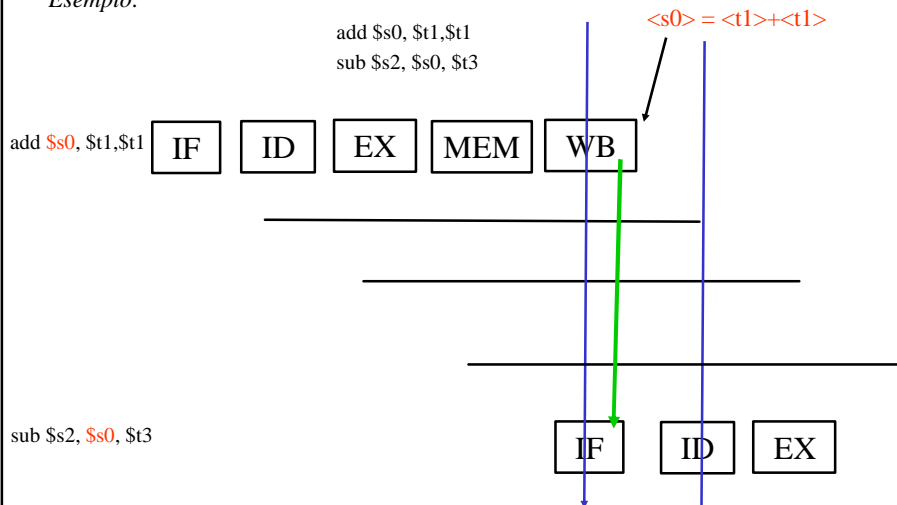 Esempio:
<s0> = <t1>+<t1>
add $s0, $t1,$t1
sub $s2, $s0, $t3
add $s0, $t1,$t1
IF ID EX MEM WB
sub $s2, $s0, $t3
IF ID EX